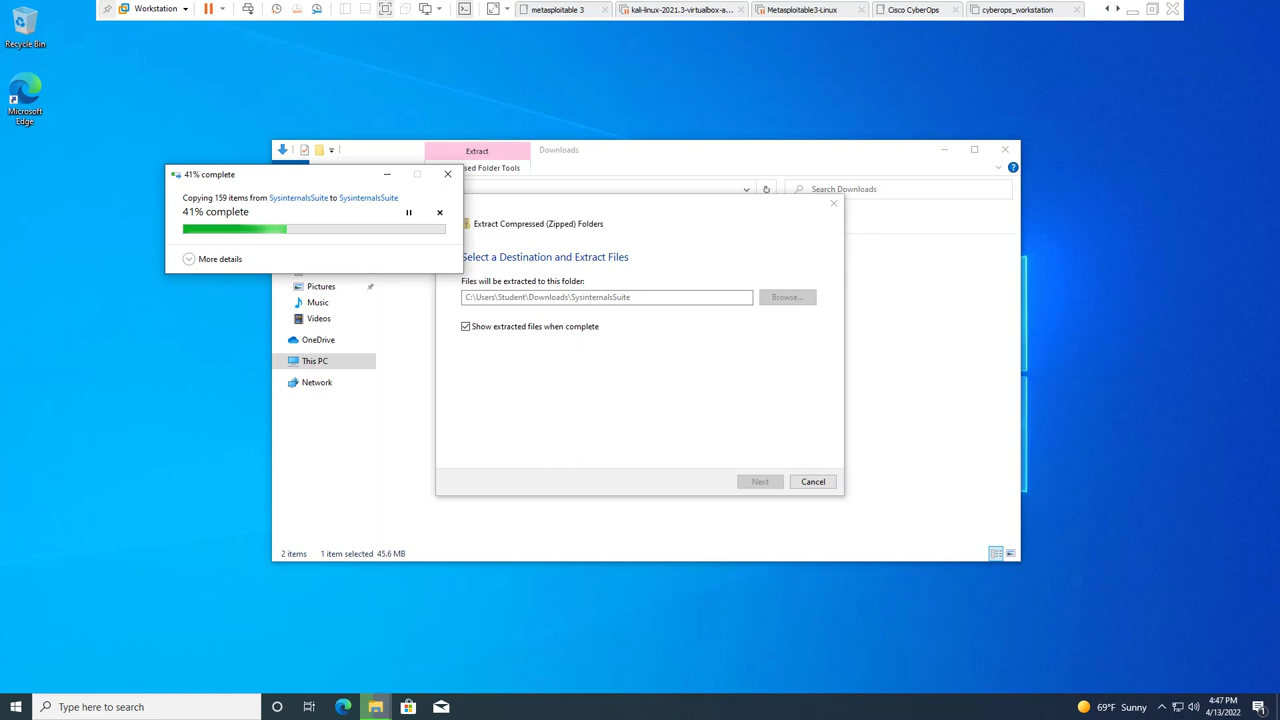 Workstation
metasploitable 3
kali-linux-2021.3-virtualbox-a...
Metasploitable3-Linux
Cisco CyberOps
cyberops_workstation
Recycle Bin
Microsoft
Edge
Extract
Downloads
sed Folder Tools
Search Downloads
41% complete
Copying 159 items from SysinternalsSuite to SysinternalsSuite
41% complete
More details
Extract Compressed (Zipped) Folders
Select a Destination and Extract Files
Files will be extracted to this folder:
C:\Users\Student\Downloads\SysinternalsSuite
Browse...
Show extracted files when complete
Pictures
Music
Videos
OneDrive
This PC
Network
Next
Cancel
2 items
1 item selected
45.6 MB
Type here to search
69°F Sunny
4:47 PM
4/13/2022
1